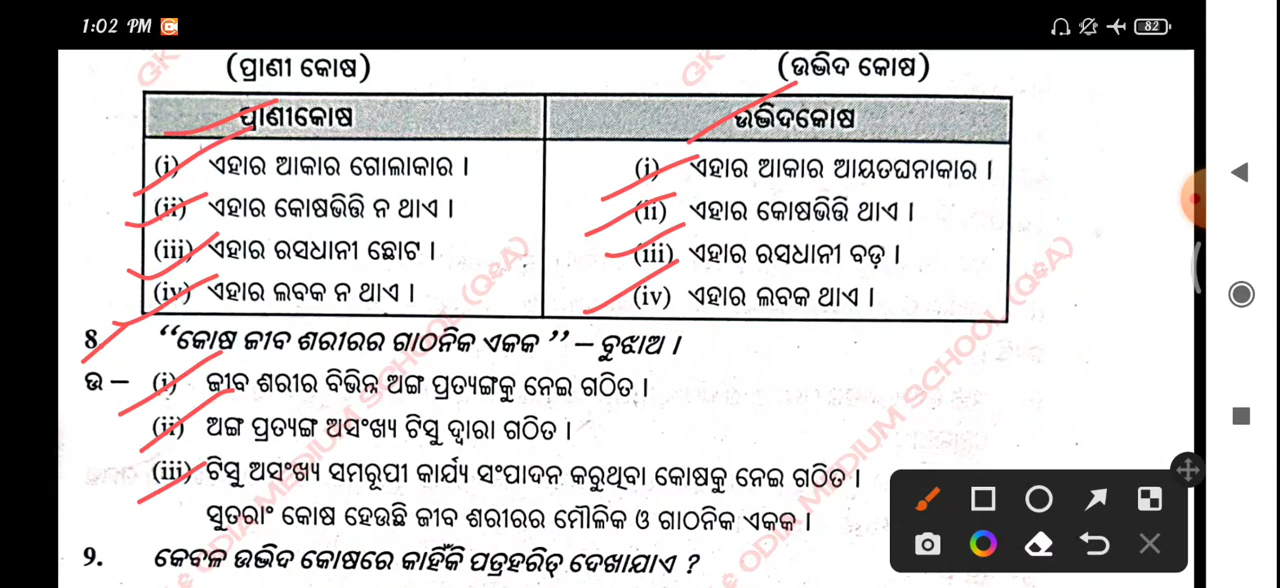 1:02 PM
82
(ପ୍ରାଣୀ କୋଷ) (ଉଦ୍ଭିଦ କୋଷ)
ପ୍ରାଣୀକୋଷ ଉଦ୍ଭିଦକୋଷ
(i) ଏହାର ଆକାର ଗୋଲାକାର । (i) ଏହାର ଆକାର ଆୟତଘନାକାର ।
(ii) ଏହାର କୋଷଭିତ୍ତି ନ ଥାଏ । (ii) ଏହାର କୋଷଭିତ୍ତି ଥାଏ ।
(iii) ଏହାର ରସଧାନୀ ଛୋଟ । (iii) ଏହାର ରସଧାନୀ ବଡ଼ ।
(iv) ଏହାର ଲବକ ନ ଥାଏ । (iv) ଏହାର ଲବକ ଥାଏ ।
8. “କୋଷ ଜୀବ ଶରୀରର ଗାଠନିକ ଏକକ” – ବୁଝାଅ ।
ଉ – (i) ଜୀବ ଶରୀର ବିଭିନ୍ନ ଅଙ୍ଗ ପ୍ରତ୍ୟଙ୍ଗକୁ ନେଇ ଗଠିତ ।
(ii) ଅଙ୍ଗ ପ୍ରତ୍ୟଙ୍ଗ ଅସଂଖ୍ୟ ଟିସୁ ଦ୍ୱାରା ଗଠିତ ।
(iii) ଟିସୁ ଅସଂଖ୍ୟ ସମରୂପୀ କାର୍ଯ୍ୟ ସଂପାଦନ କରୁଥିବା କୋଷକୁ ନେଇ ଗଠିତ ।
ସୁତରାଂ କୋଷ ହେଉଛି ଜୀବ ଶରୀରର ମୌଳିକ ଓ ଗାଠନିକ ଏକକ ।
9. କେବଳ ଉଦ୍ଭିଦ କୋଷରେ କାହିଁକି ପତ୍ରହରିତ୍ ଦେଖାଯାଏ ?